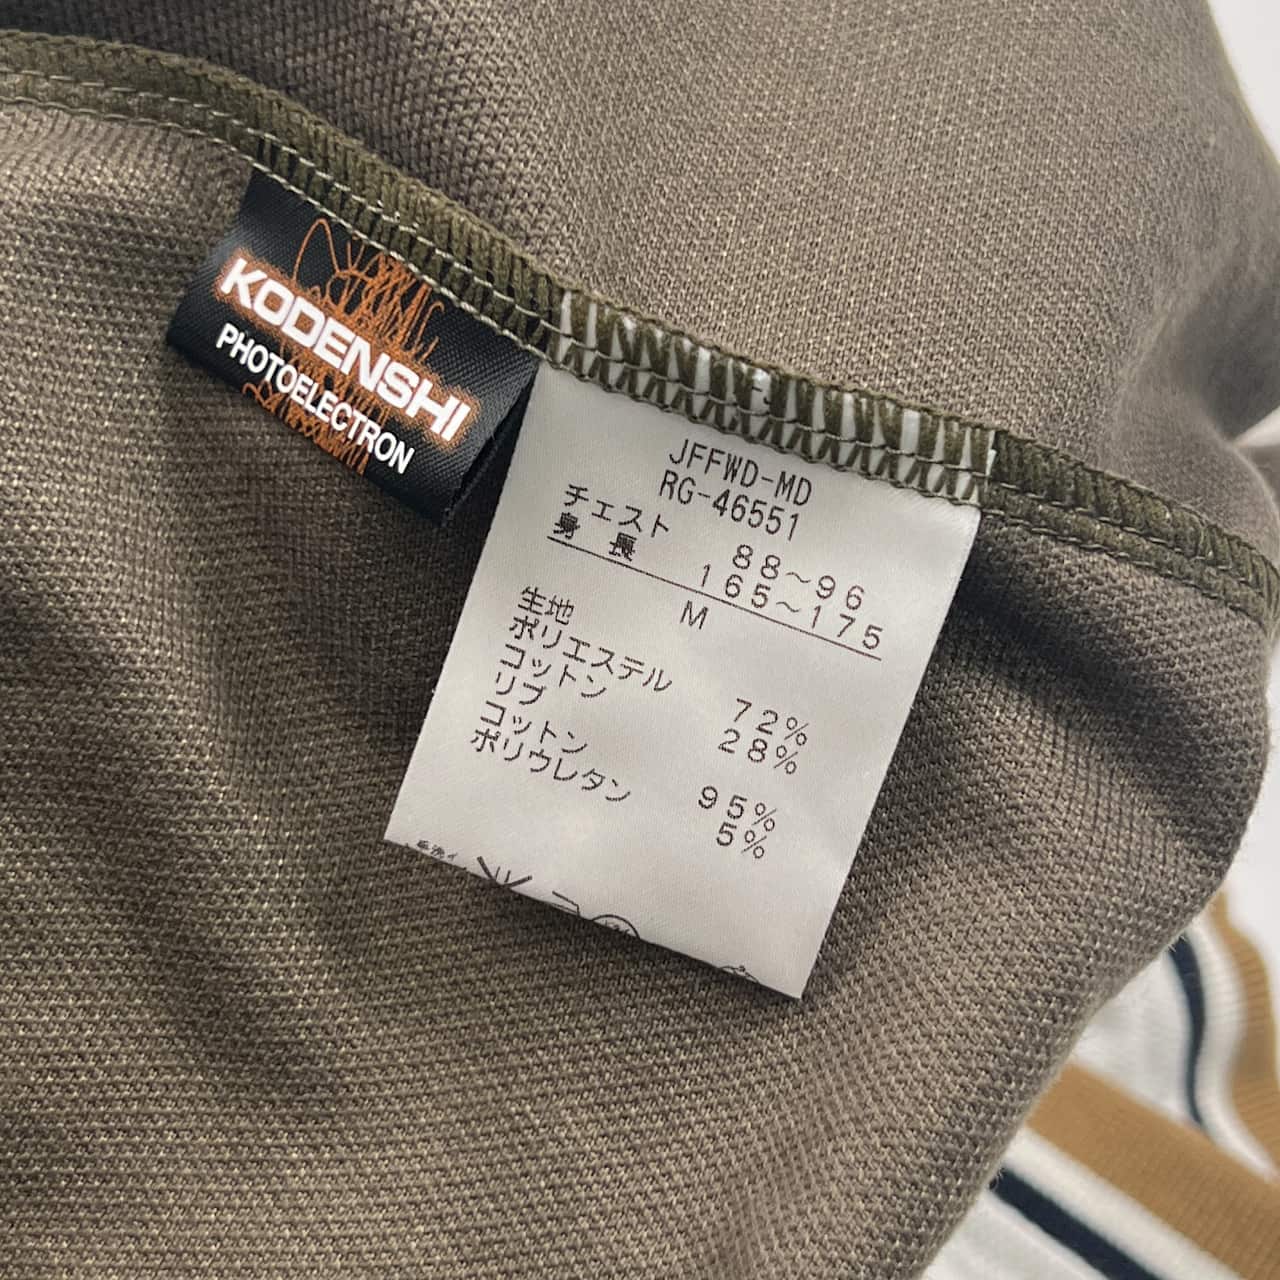 KODENSHI
PHOTOELECTRON
JFFWD-MD
RG-46551
チェスト 88~96
身長 165~175
M
生地
ポリエステル 72%
コットン 28%
リブ
コットン 95%
ポリウレタン 5%